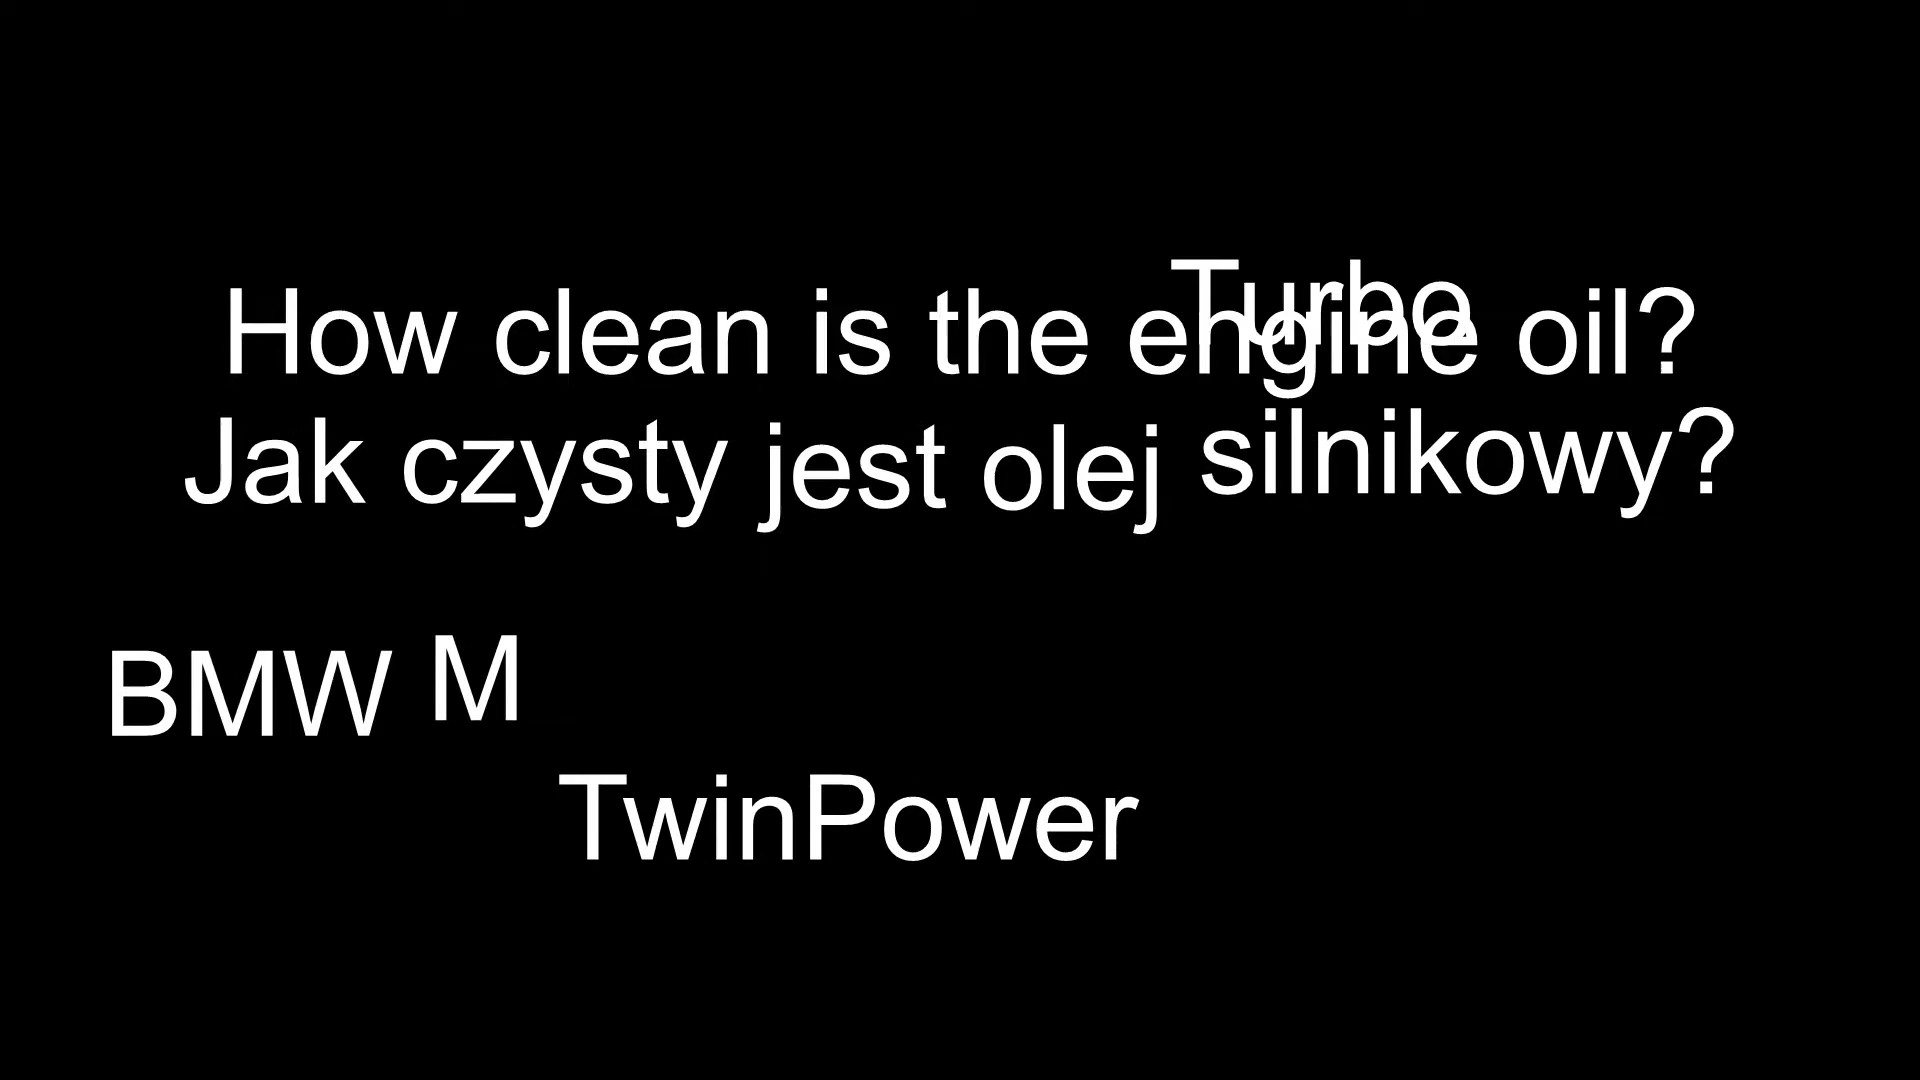 Turbo
How clean is the engine oil?
Jak czysty jest olej silnikowy?
BMW M
TwinPower